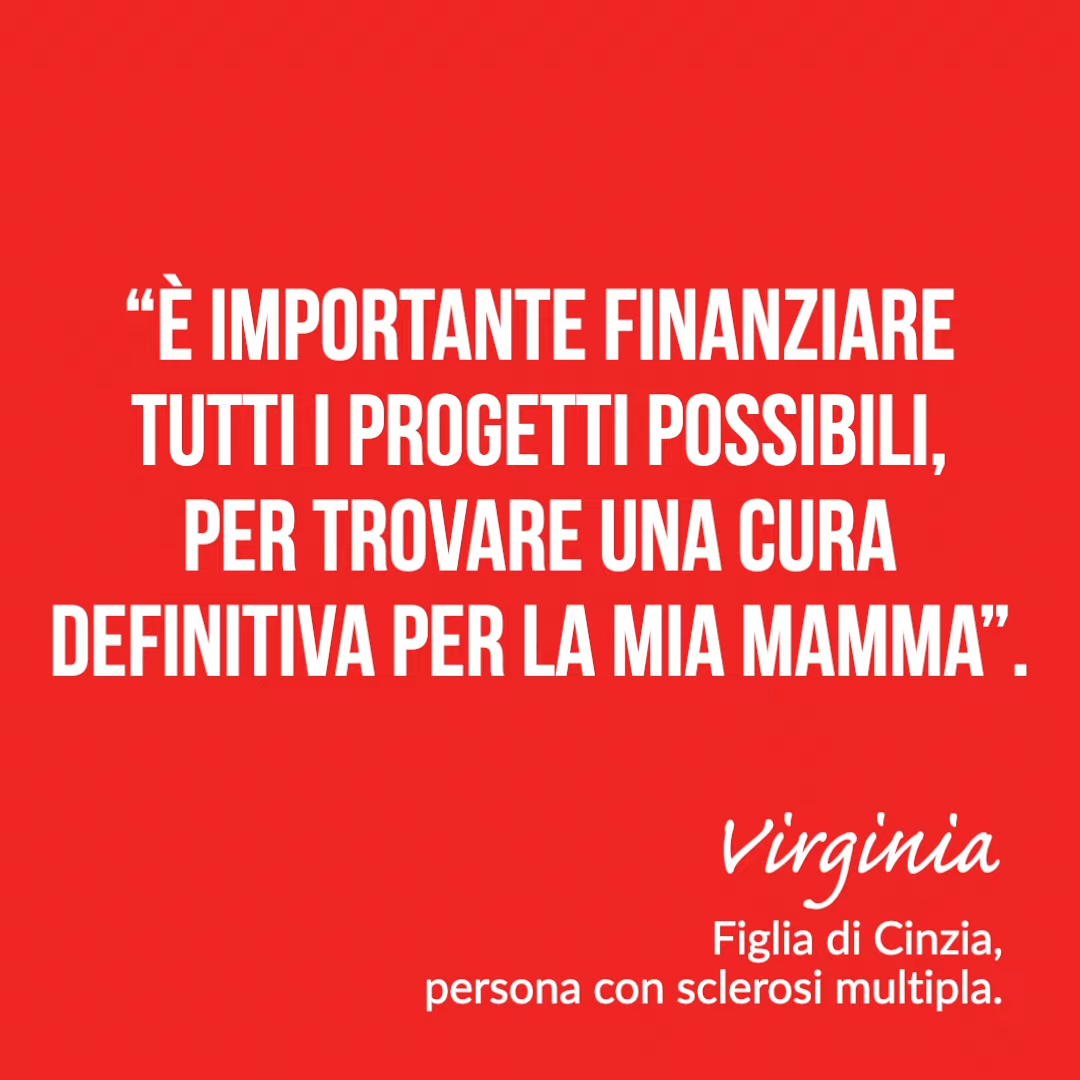 “È IMPORTANTE FINANZIARE
TUTTI I PROGETTI POSSIBILI,
PER TROVARE UNA CURA
DEFINITIVA PER LA MIA MAMMA”.
Virginia
Figlia di Cinzia,
persona con sclerosi multipla.